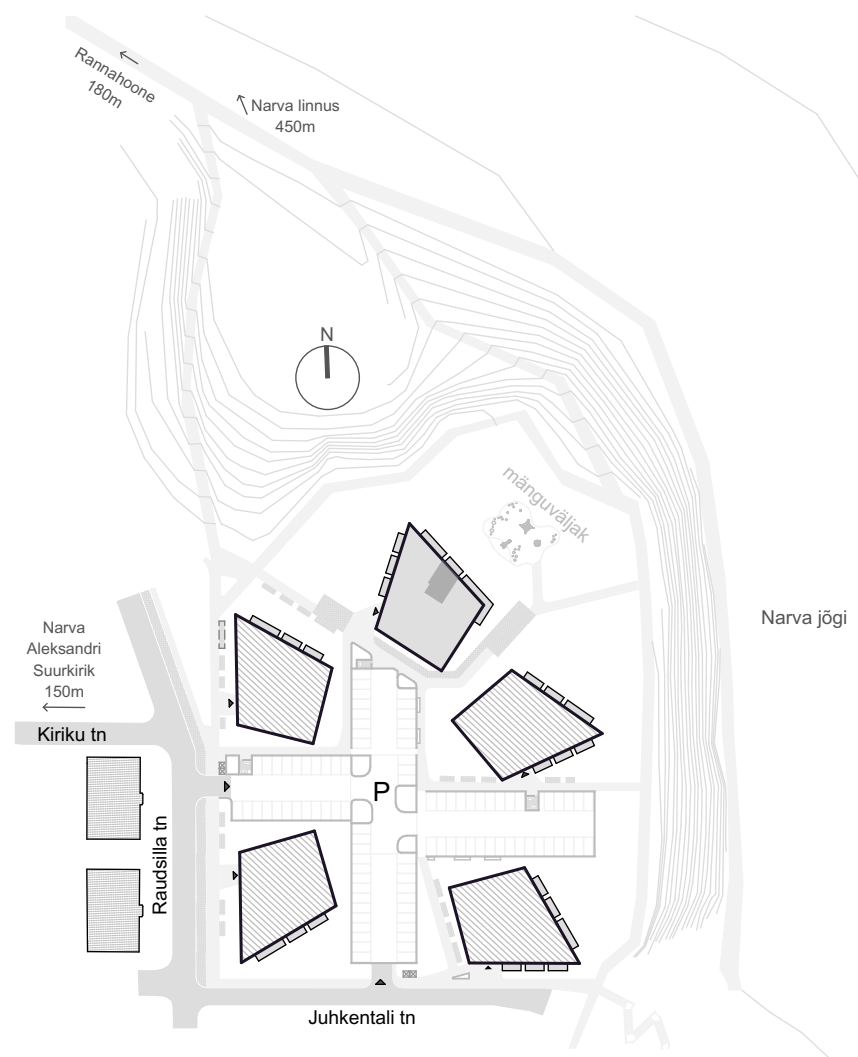 Rannahoone
180m
Narva linnus
450m
N
mänguväljak
Narva jõgi
Narva
Aleksandri
Suurkirik
150m
Kiriku tn
P
Raudsilla tn
Juhkentali tn